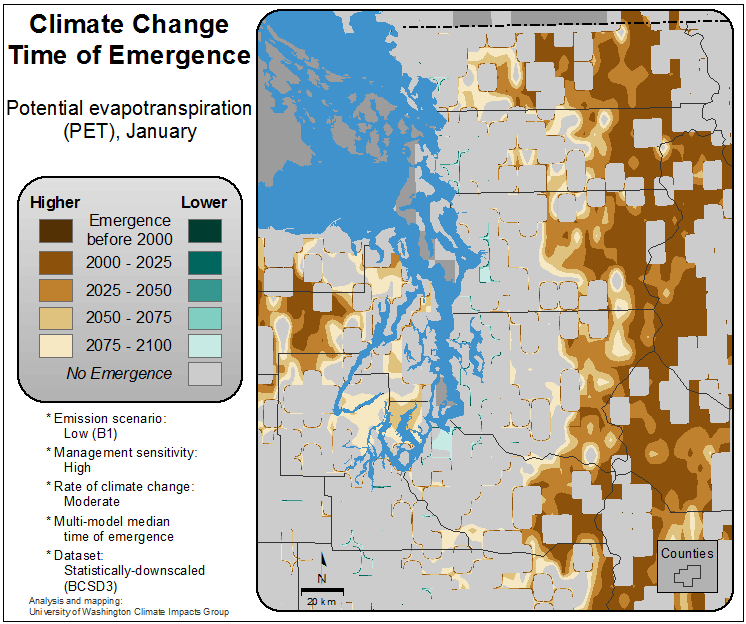 Climate Change
Time of Emergence
Potential evapotranspiration
(PET), January
Higher Lower
Emergence
before 2000
2000 - 2025
2025 - 2050
2050 - 2075
2075 - 2100
No Emergence
* Emission scenario:
Low (B1)
* Management sensitivity:
High
* Rate of climate change:
Moderate
* Multi-model median
time of emergence
* Dataset:
Statistically-downscaled
(BCSD3)
Analysis and mapping:
University of Washington Climate Impacts Group
N
20 km
Counties